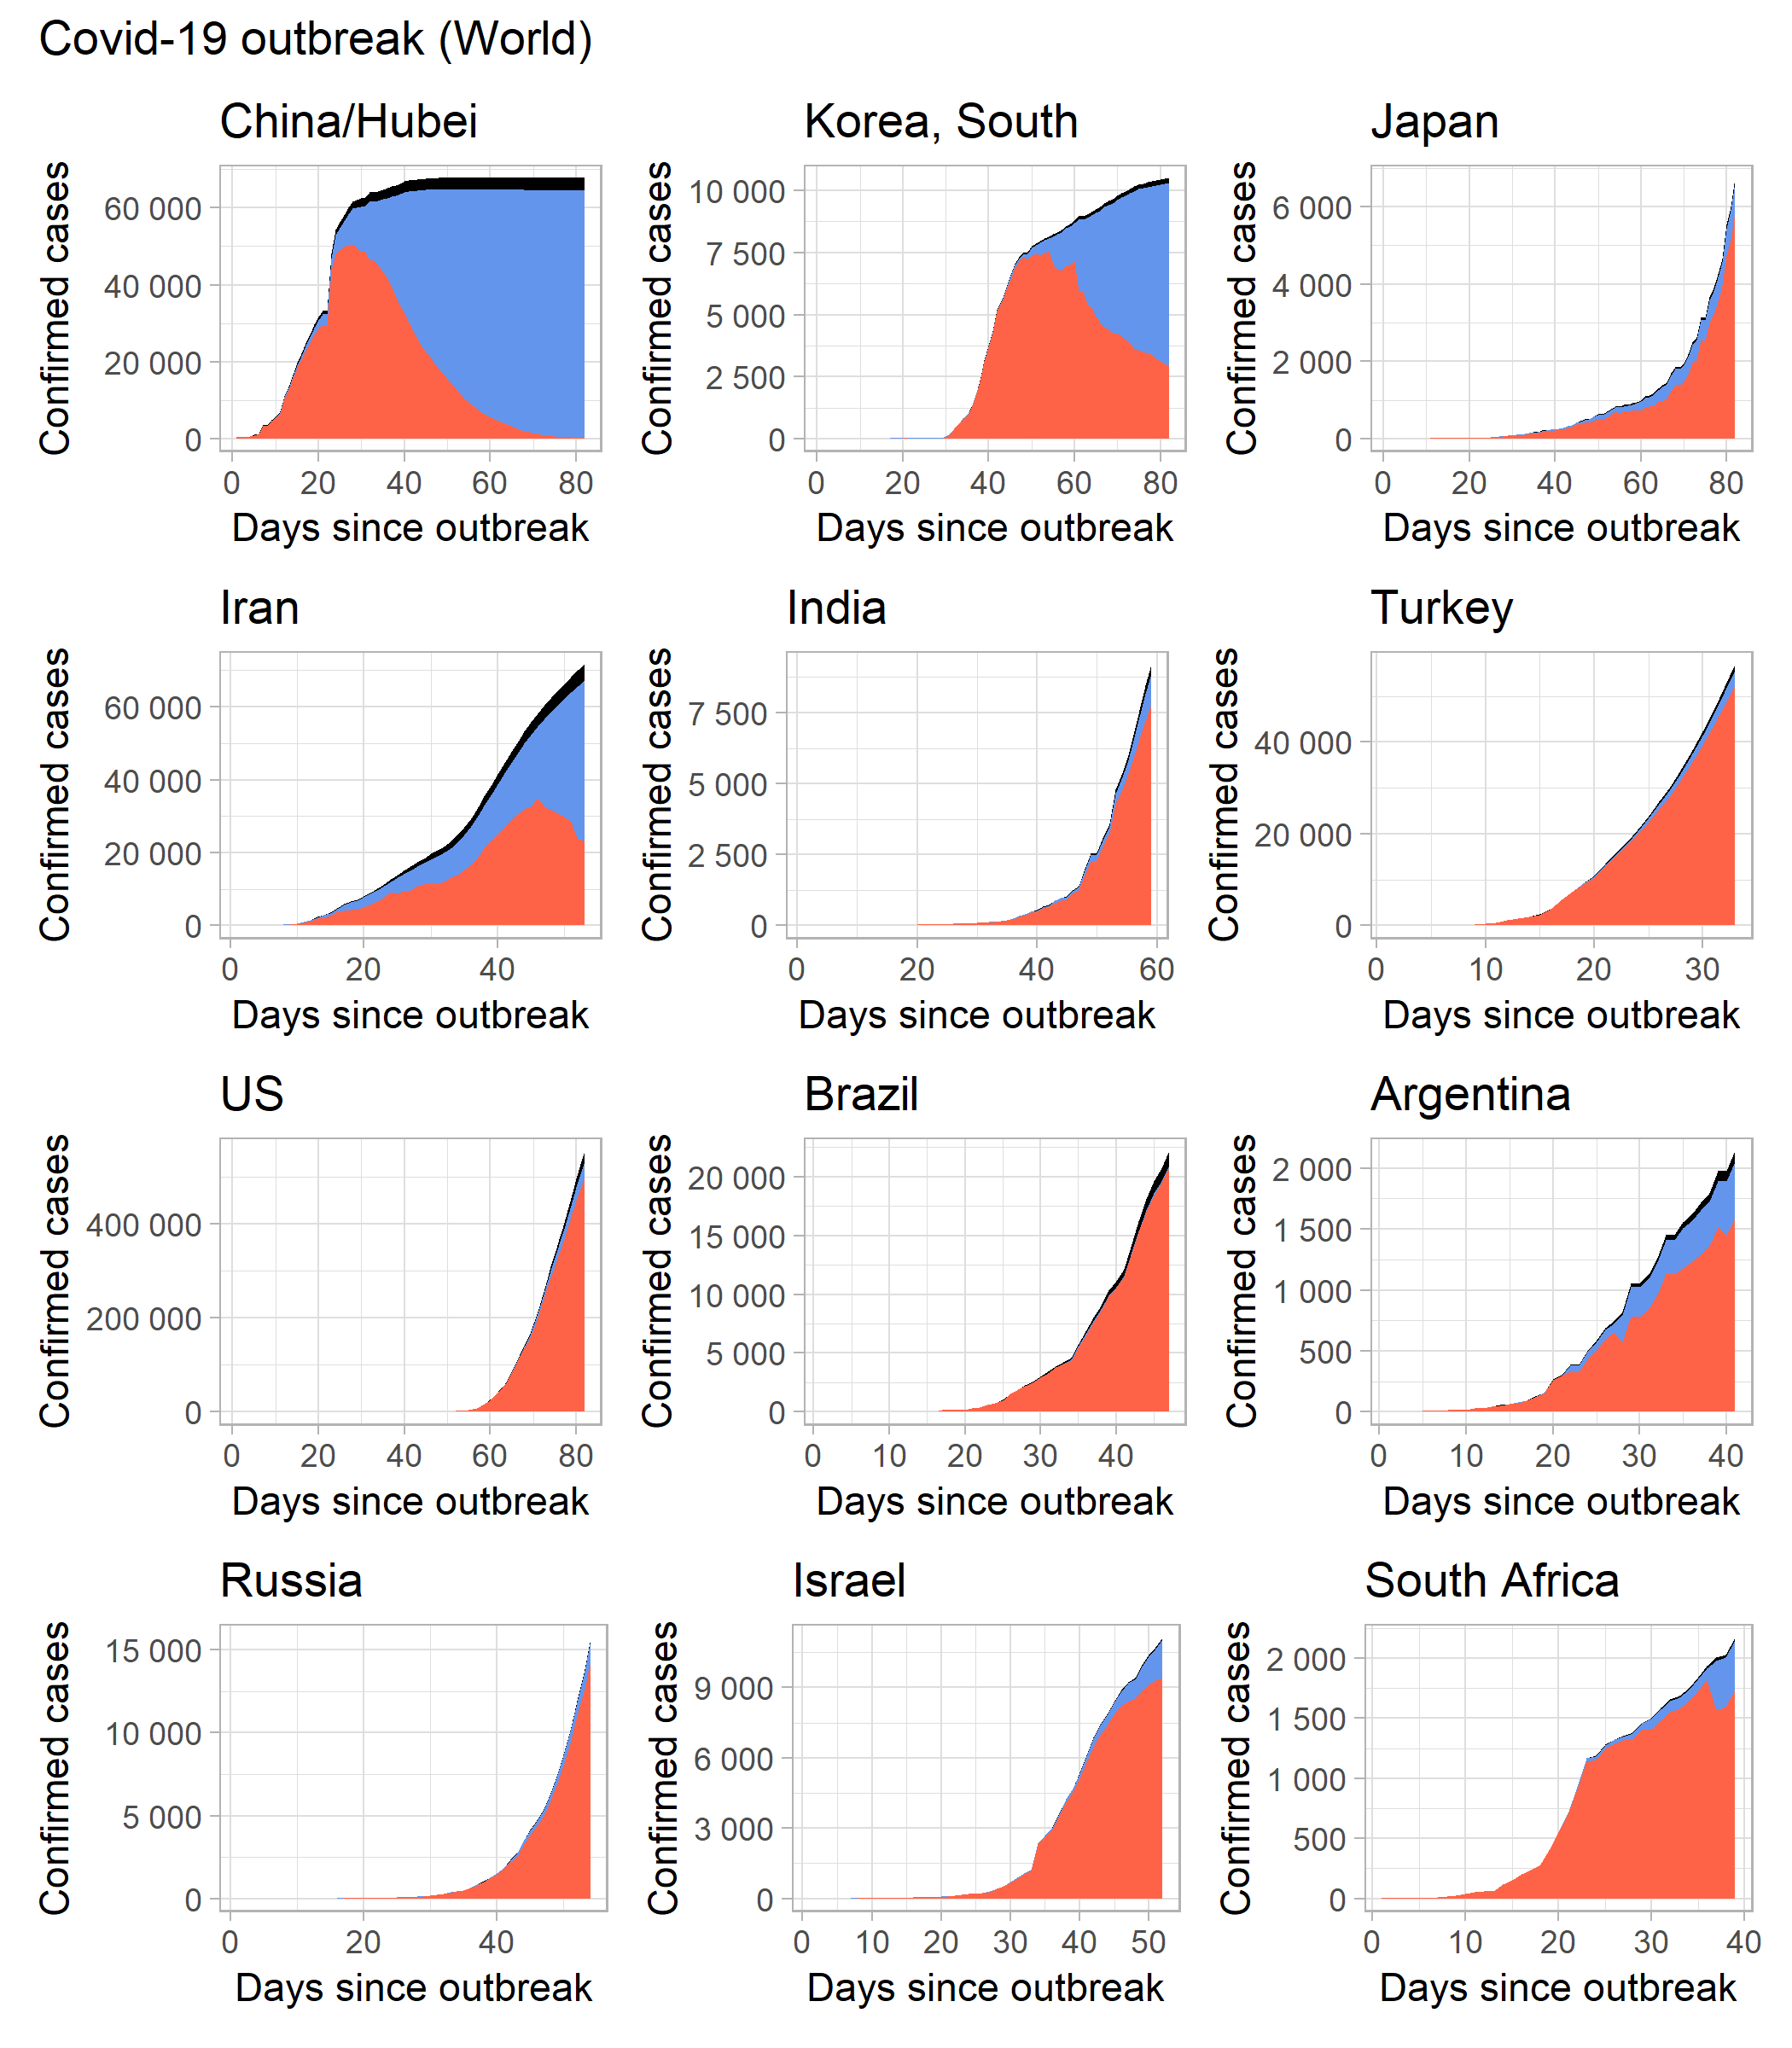 Covid-19 outbreak (World)
China/Hubei
Confirmed cases
60 000
40 000
20 000
0
0 20 40 60 80
Days since outbreak
Korea, South
Confirmed cases
10 000
7 500
5 000
2 500
0
0 20 40 60 80
Days since outbreak
Japan
Confirmed cases
6 000
4 000
2 000
0
0 20 40 60 80
Days since outbreak
Iran
Confirmed cases
60 000
40 000
20 000
0
0 20 40
Days since outbreak
India
Confirmed cases
7 500
5 000
2 500
0
0 20 40 60
Days since outbreak
Turkey
Confirmed cases
40 000
20 000
0
0 10 20 30
Days since outbreak
US
Confirmed cases
400 000
200 000
0
0 20 40 60 80
Days since outbreak
Brazil
Confirmed cases
20 000
15 000
10 000
5 000
0
0 10 20 30 40
Days since outbreak
Argentina
Confirmed cases
2 000
1 500
1 000
500
0
0 10 20 30 40
Days since outbreak
Russia
Confirmed cases
15 000
10 000
5 000
0
0 20 40
Days since outbreak
Israel
Confirmed cases
9 000
6 000
3 000
0
0 10 20 30 40 50
Days since outbreak
South Africa
Confirmed cases
2 000
1 500
1 000
500
0
0 10 20 30 40
Days since outbreak